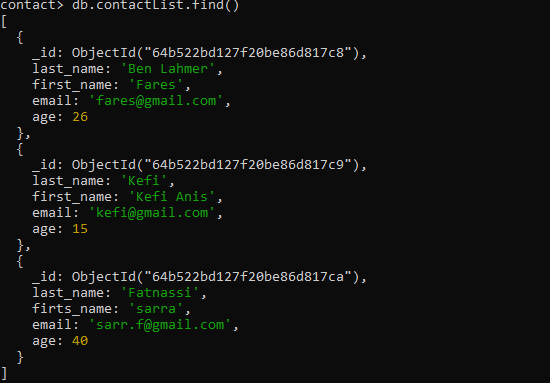 contact> db.contactList.find()
[
  {
    _id: ObjectId("64b522bd127f20be86d817c8"),
    last_name: 'Ben Lahmer',
    first_name: 'Fares',
    email: 'fares@gmail.com',
    age: 26
  },
  {
    _id: ObjectId("64b522bd127f20be86d817c9"),
    last_name: 'Kefi',
    first_name: 'Kefi Anis',
    email: 'kefi@gmail.com',
    age: 15
  },
  {
    _id: ObjectId("64b522bd127f20be86d817ca"),
    last_name: 'Fatnassi',
    firts_name: 'sarra',
    email: 'sarr.f@gmail.com',
    age: 40
  }
]